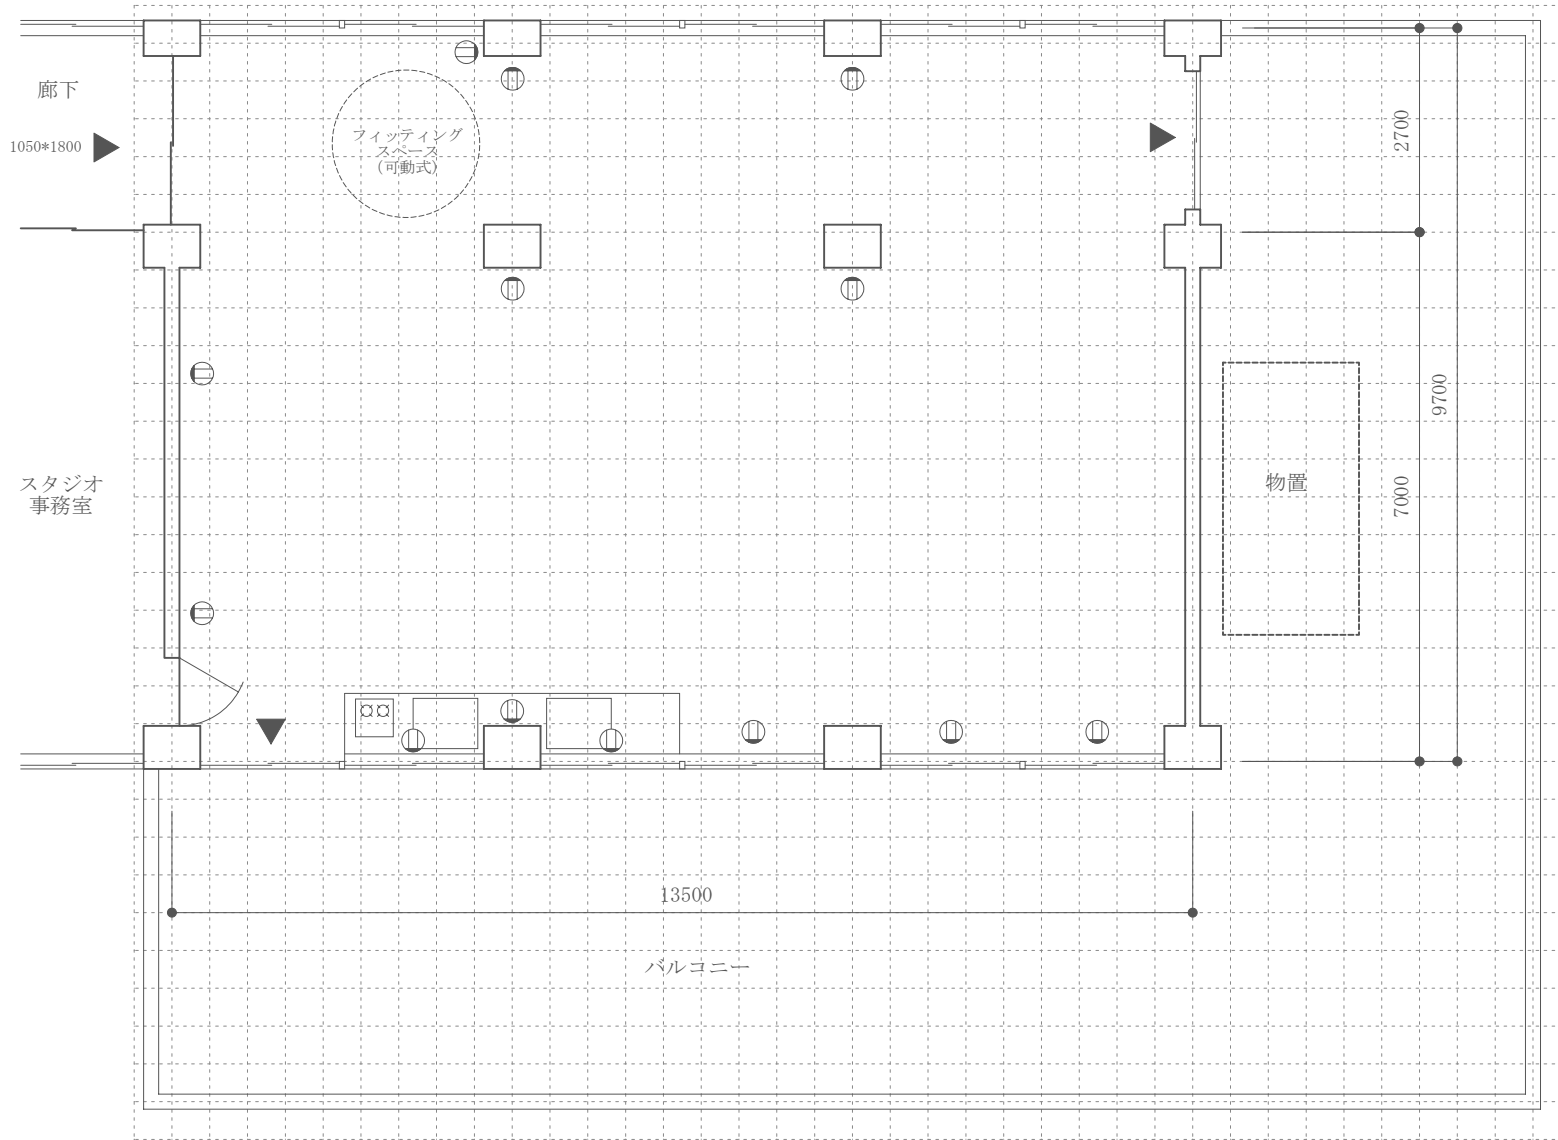 廊下
1050*1800
フィッティング
スペース
(可動式)
2700
9700
スタジオ
事務室
物置
7000
13500
バルコニー